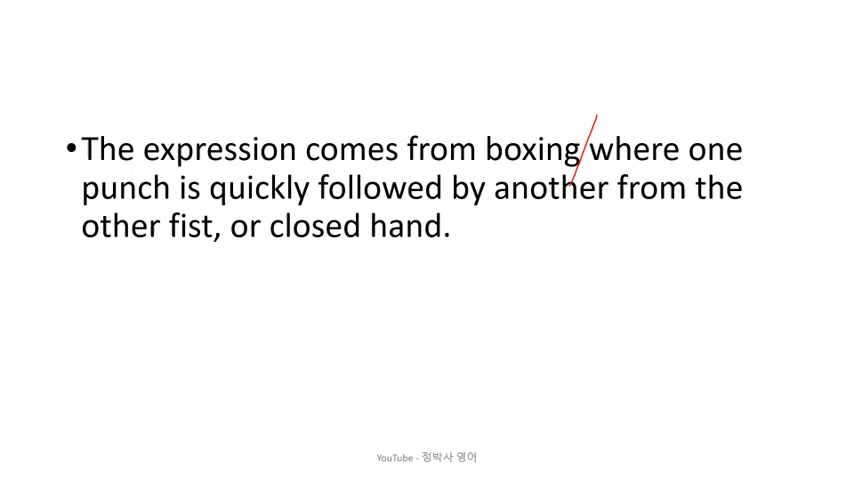 •The expression comes from boxing where one
punch is quickly followed by another from the
other fist, or closed hand.
YouTube - 정박사 영어